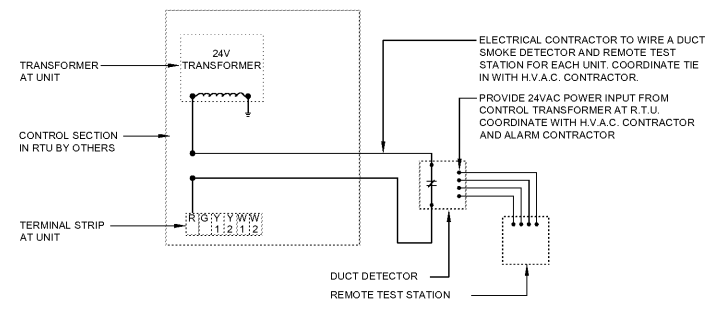 24V
TRANSFORMER
TRANSFORMER
AT UNIT
CONTROL SECTION
IN RTU BY OTHERS
TERMINAL STRIP
AT UNIT
R G Y Y W W
1 2 1 2
ELECTRICAL CONTRACTOR TO WIRE A DUCT
SMOKE DETECTOR AND REMOTE TEST
STATION FOR EACH UNIT. COORDINATE TIE
IN WITH H.V.A.C. CONTRACTOR.
PROVIDE 24VAC POWER INPUT FROM
CONTROL TRANSFORMER AT R.T.U.
COORDINATE WITH H.V.A.C. CONTRACTOR
AND ALARM CONTRACTOR
DUCT DETECTOR
REMOTE TEST STATION